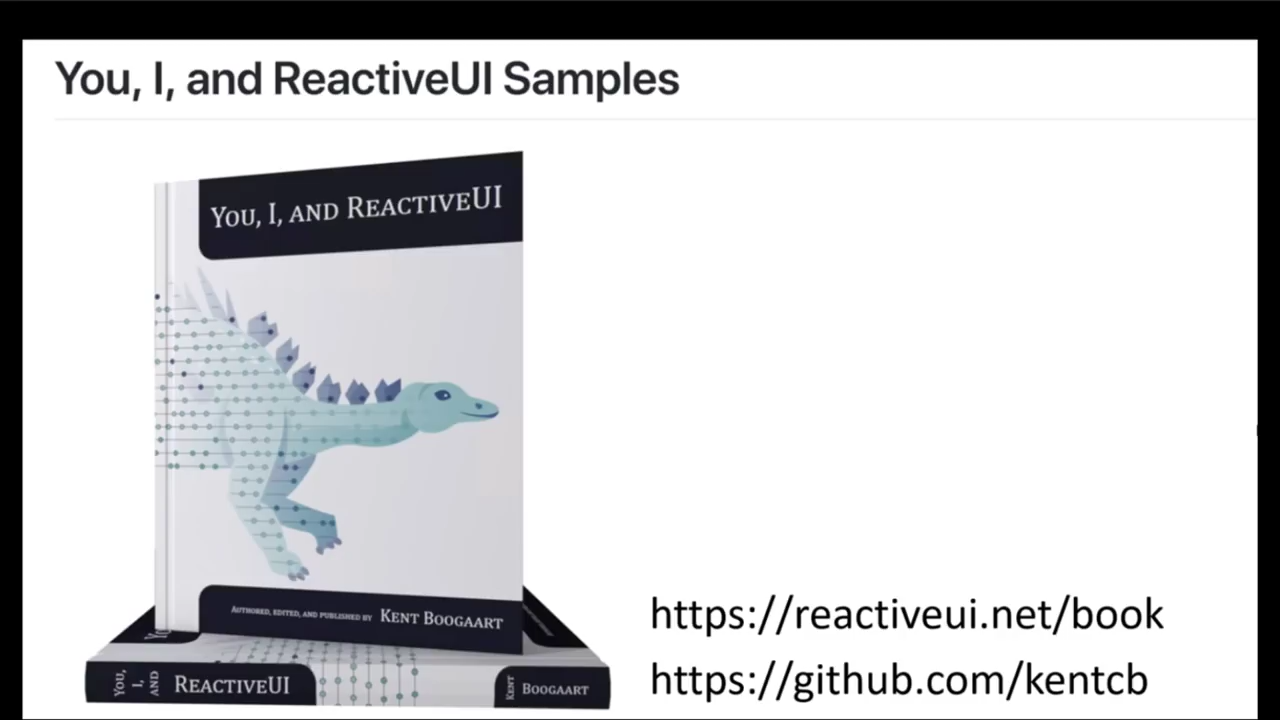 You, I, and ReactiveUI Samples
You, I, and ReactiveUI
Authored, edited, and published by Kent Boogaart
You, I, and ReactiveUI
Kent Boogaart
https://reactiveui.net/book
https://github.com/kentcb